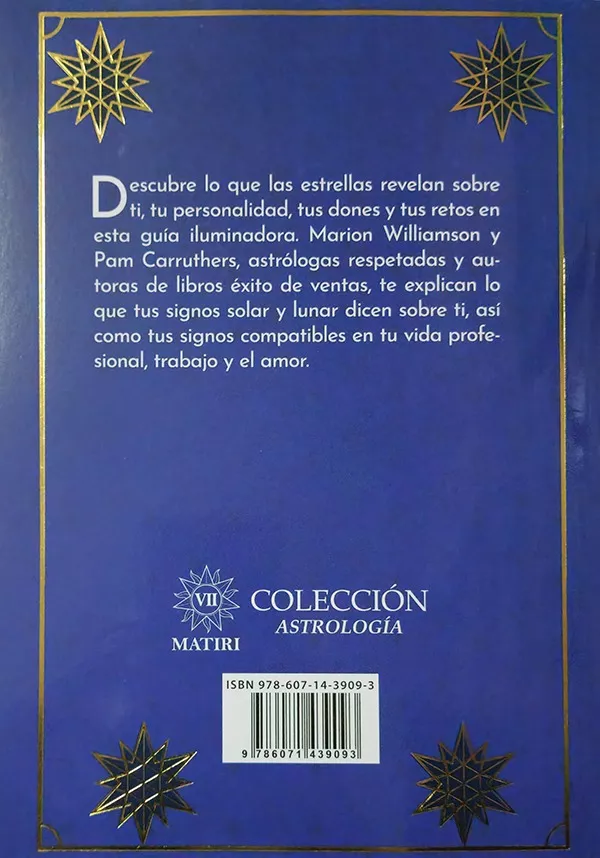 Descubre lo que las estrellas revelan sobre
ti, tu personalidad, tus dones y tus retos en
esta guía iluminadora. Marion Williamson y
Pam Carruthers, astrólogas respetadas y au-
toras de libros éxito de ventas, te explican lo
que tus signos solar y lunar dicen sobre ti, así
como tus signos compatibles en tu vida profe-
sional, trabajo y el amor.
VII
MATIRI
COLECCIÓN
ASTROLOGÍA
ISBN 978-607-14-3909-3
9 786071 439093